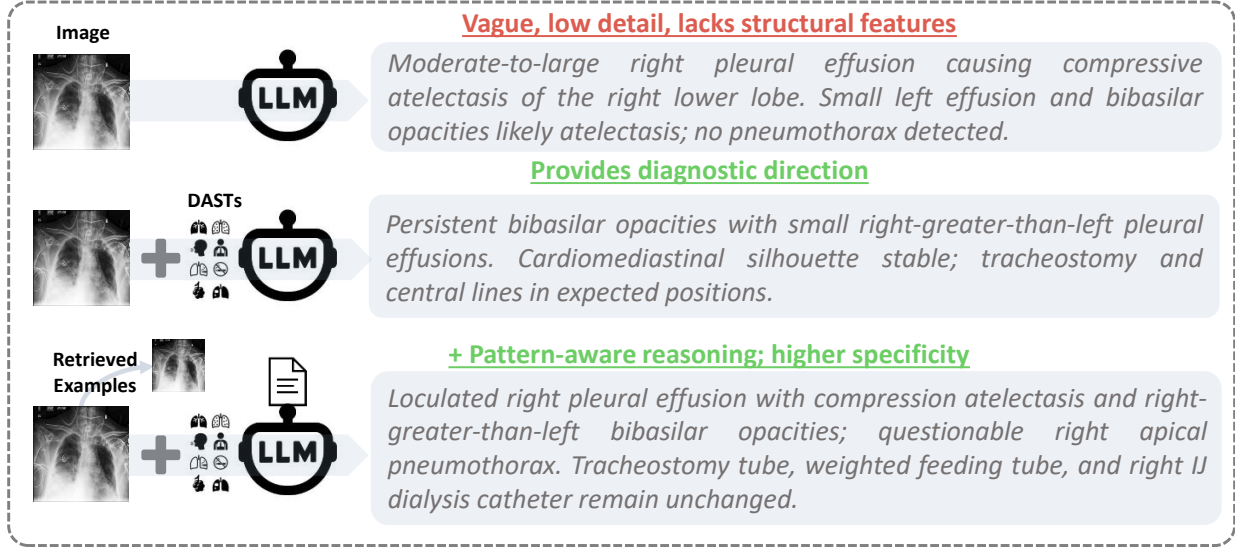 Image
Vague, low detail, lacks structural features
LLM
Moderate-to-large right pleural effusion causing compressive
atelectasis of the right lower lobe. Small left effusion and bibasilar
opacities likely atelectasis; no pneumothorax detected.
Provides diagnostic direction
DASTs
LLM
Persistent bibasilar opacities with small right-greater-than-left pleural
effusions. Cardiomediastinal silhouette stable; tracheostomy and
central lines in expected positions.
+ Pattern-aware reasoning; higher specificity
Retrieved
Examples
LLM
Loculated right pleural effusion with compression atelectasis and right-
greater-than-left bibasilar opacities; questionable right apical
pneumothorax. Tracheostomy tube, weighted feeding tube, and right IJ
dialysis catheter remain unchanged.